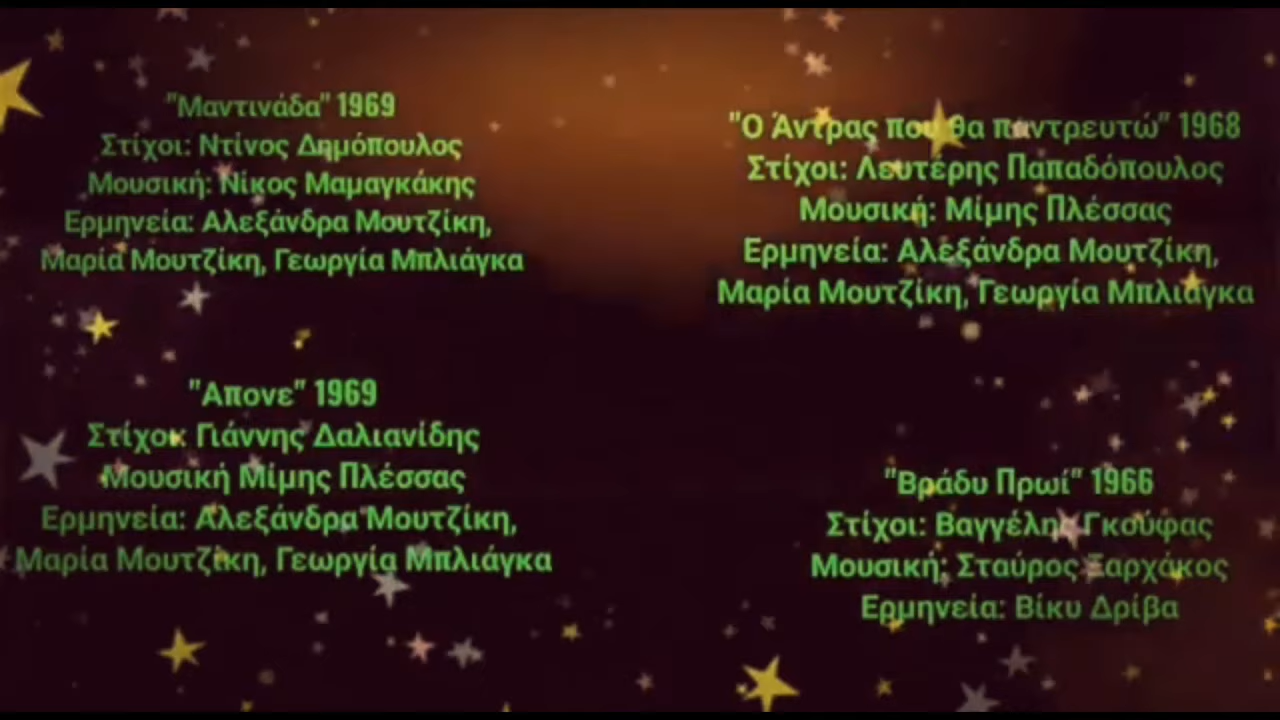 "Μαντινάδα" 1969
Στίχοι: Ντίνος Δημόπουλος
Μουσική: Νίκος Μαμαγκάκης
Ερμηνεία: Αλεξάνδρα Μουτζίκη,
Μαρία Μουτζίκη, Γεωργία Μπλιάγκα
"Ο Άντρας που θα παντρευτώ" 1968
Στίχοι: Λευτέρης Παπαδόπουλος
Μουσική: Μίμης Πλέσσας
Ερμηνεία: Αλεξάνδρα Μουτζίκη,
Μαρία Μουτζίκη, Γεωργία Μπλιάγκα
"Απονε" 1969
Στίχοι: Γιάννης Δαλιανίδης
Μουσική Μίμης Πλέσσας
Ερμηνεία: Αλεξάνδρα Μουτζίκη,
Μαρία Μουτζίκη, Γεωργία Μπλιάγκα
"Βράδυ Πρωί" 1966
Στίχοι: Βαγγέλης Γκούφας
Μουσική: Σταύρος Ξαρχάκος
Ερμηνεία: Βίκυ Δρίβα